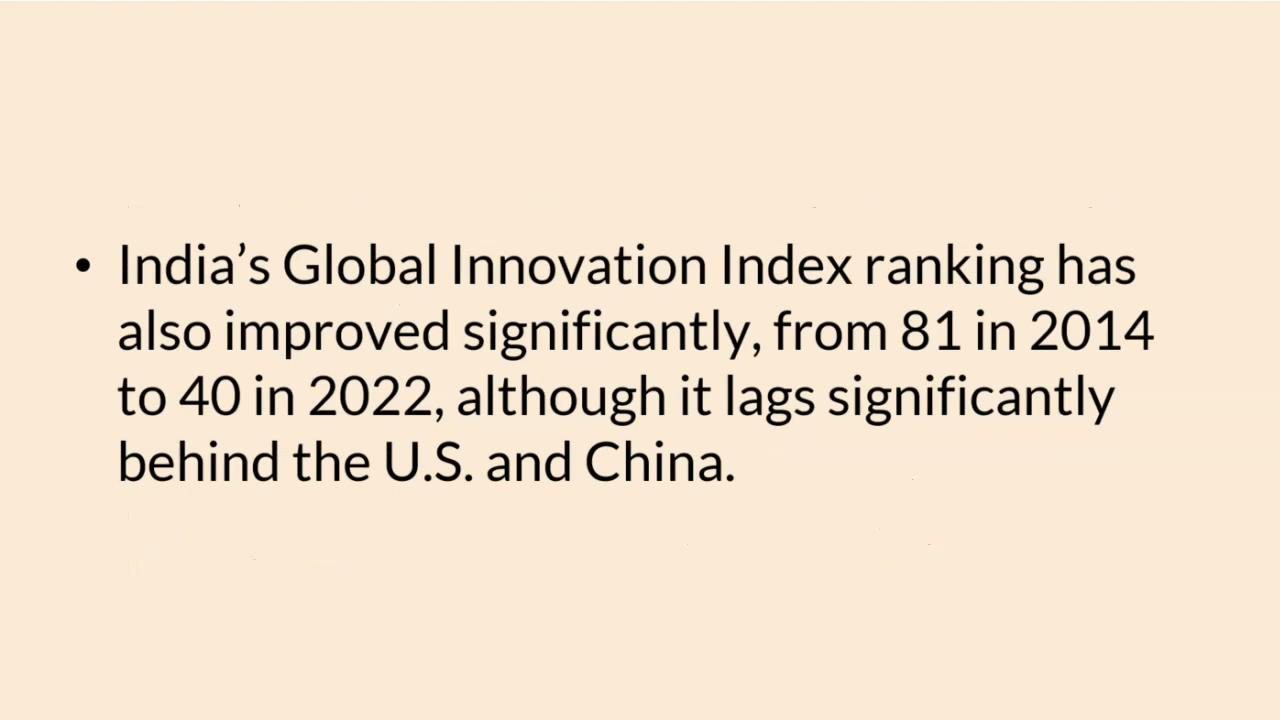 • India’s Global Innovation Index ranking has
also improved significantly, from 81 in 2014
to 40 in 2022, although it lags significantly
behind the U.S. and China.